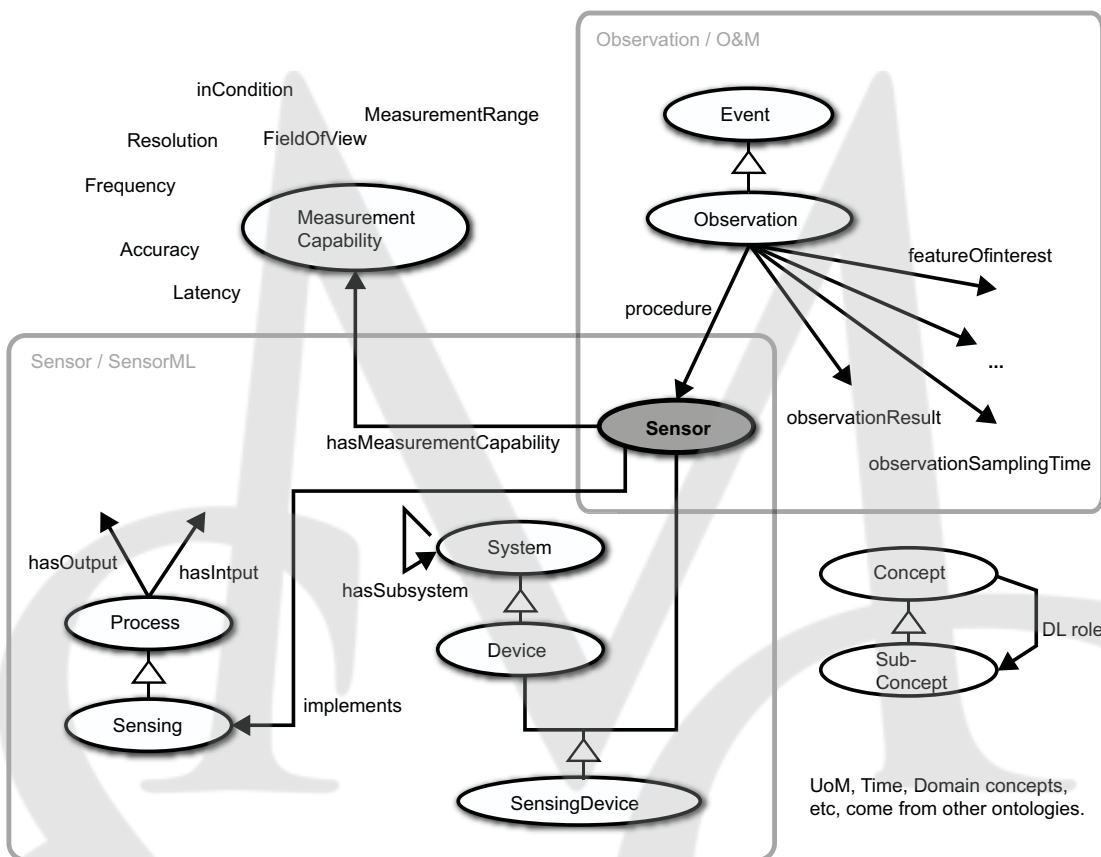 Observation / O&M
inCondition
MeasurementRange
Event
Resolution
FieldOfView
Frequency
Measurement
Capability
Observation
Accuracy
featureOfinterest
Latency
procedure
Sensor / SensorML
...
observationResult
Sensor
hasMeasurementCapability
observationSamplingTime
hasOutput
hasIntput
System
hasSubsystem
Concept
Process
Device
DL role
Sub-
Concept
implements
Sensing
SensingDevice
UoM, Time, Domain concepts,
etc, come from other ontologies.